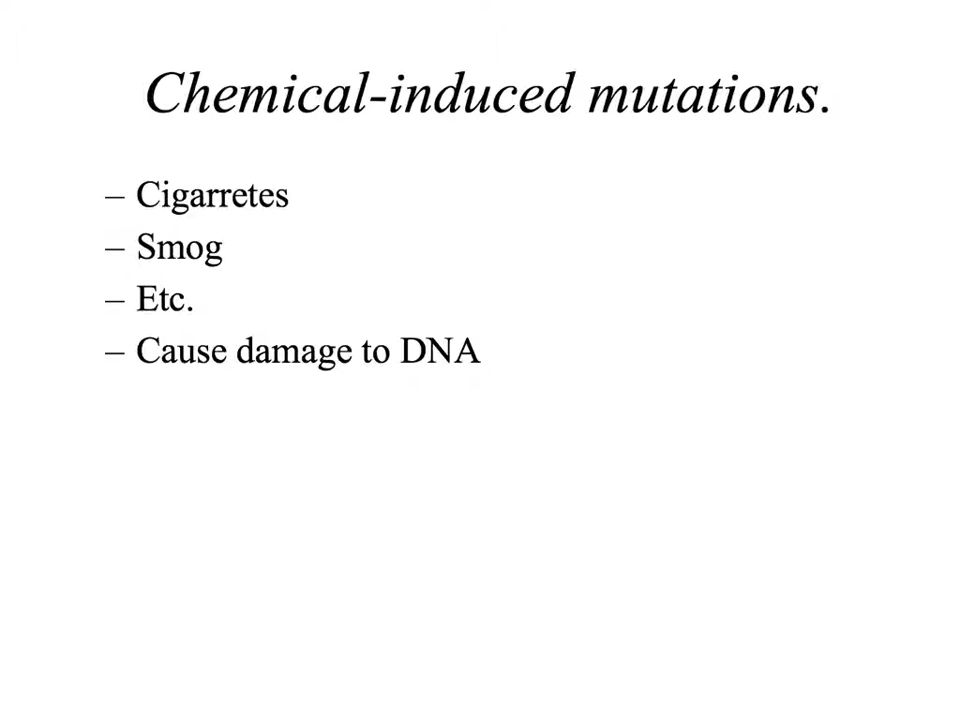 Chemical-induced mutations.
– Cigarretes
– Smog
– Etc.
– Cause damage to DNA